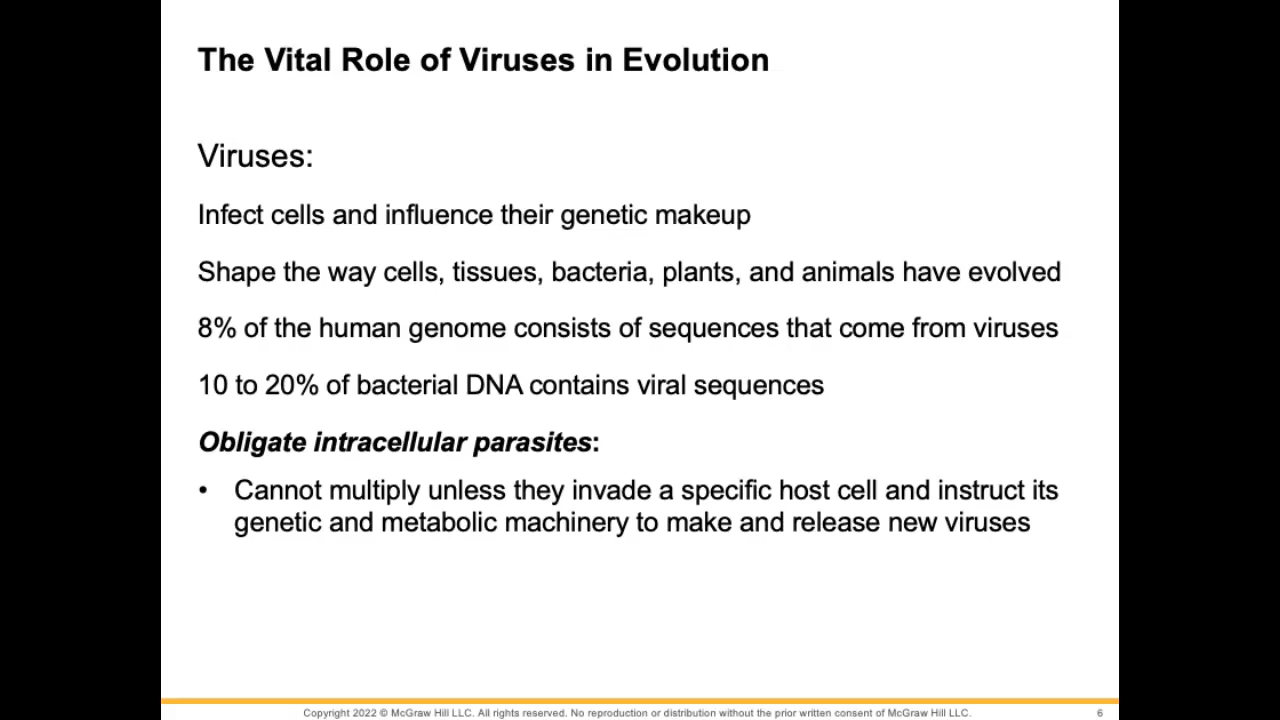 The Vital Role of Viruses in Evolution
Viruses:
Infect cells and influence their genetic makeup
Shape the way cells, tissues, bacteria, plants, and animals have evolved
8% of the human genome consists of sequences that come from viruses
10 to 20% of bacterial DNA contains viral sequences
Obligate intracellular parasites:
• Cannot multiply unless they invade a specific host cell and instruct its
genetic and metabolic machinery to make and release new viruses
Copyright 2022 © McGraw Hill LLC. All rights reserved. No reproduction or distribution without the prior written consent of McGraw Hill LLC. 6